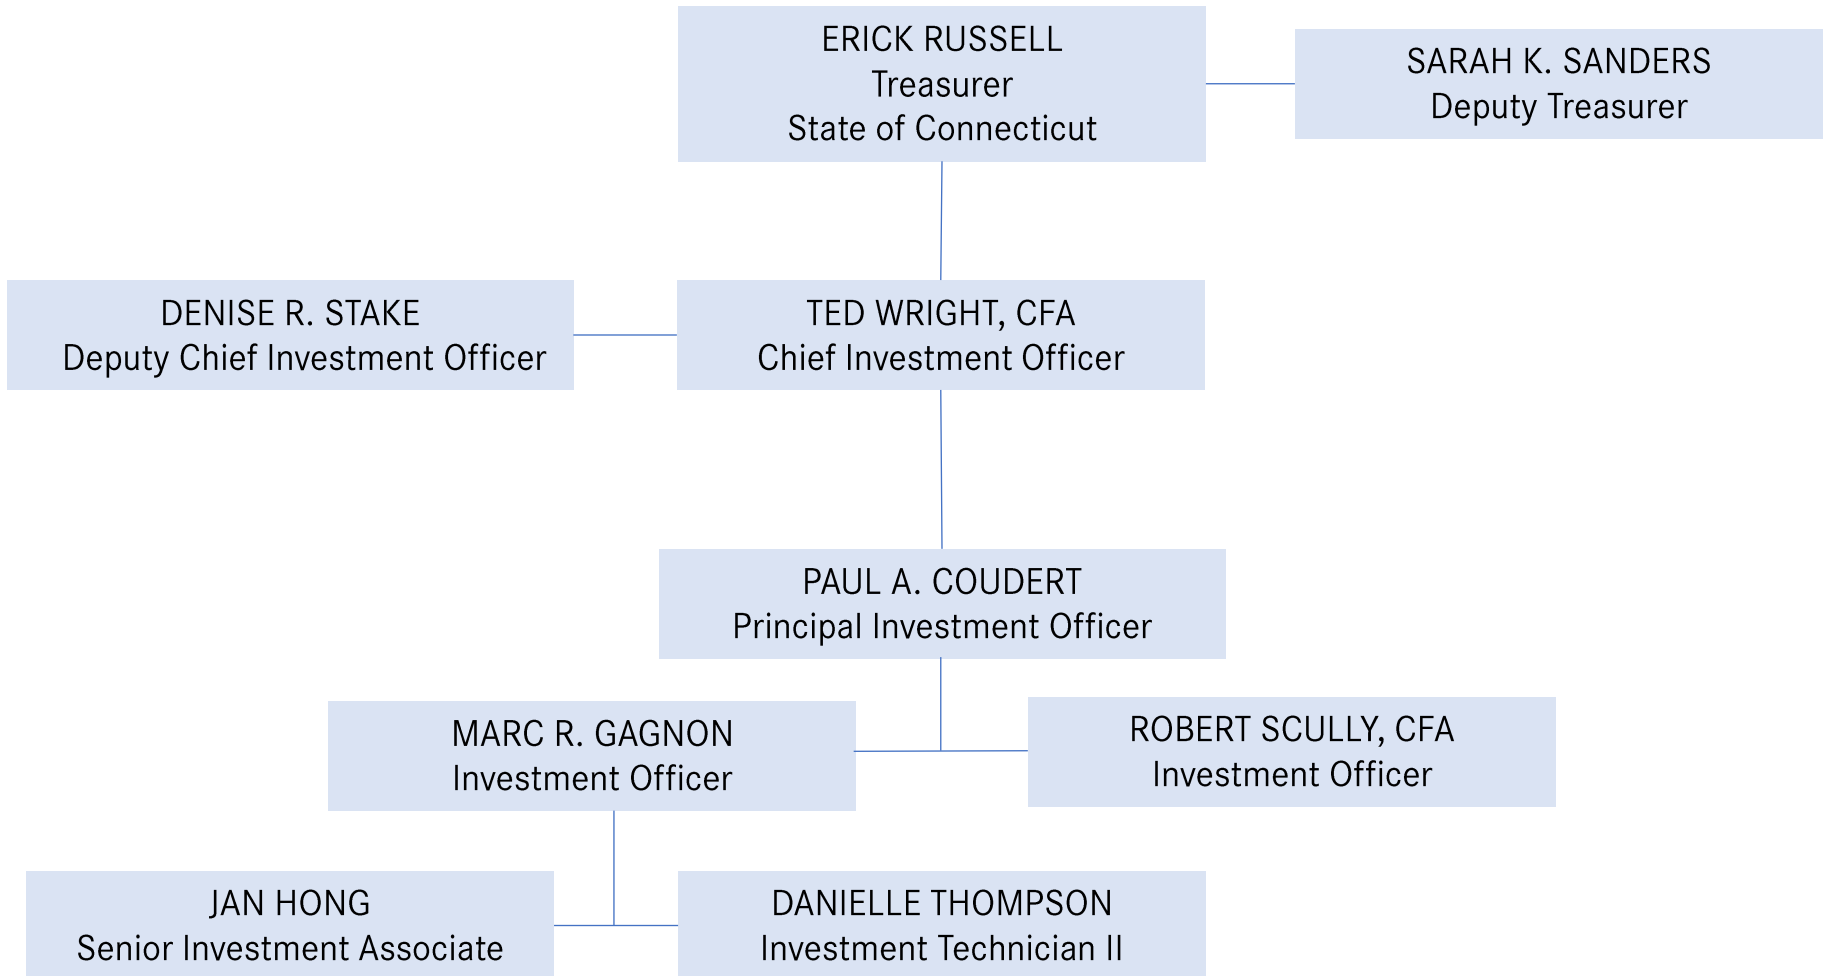 ERICK RUSSELL
Treasurer
State of Connecticut
SARAH K. SANDERS
Deputy Treasurer
DENISE R. STAKE
Deputy Chief Investment Officer
TED WRIGHT, CFA
Chief Investment Officer
PAUL A. COUDERT
Principal Investment Officer
MARC R. GAGNON
Investment Officer
ROBERT SCULLY, CFA
Investment Officer
JAN HONG
Senior Investment Associate
DANIELLE THOMPSON
Investment Technician II